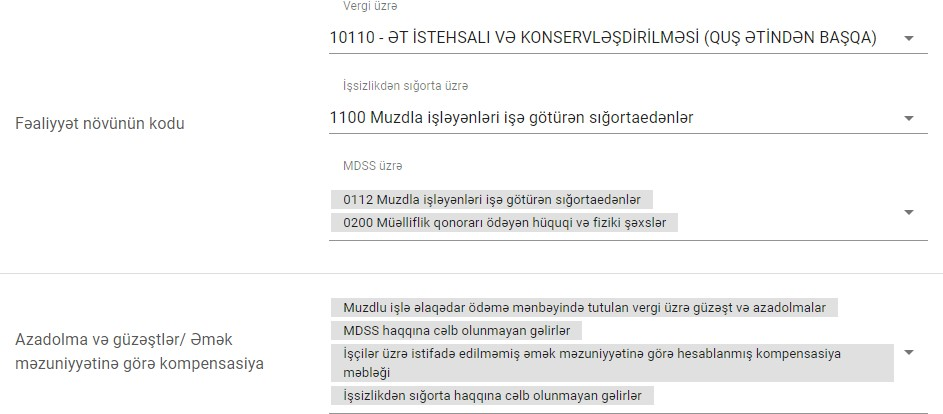 Vergi üzrə
10110 - ƏT İSTEHSALI VƏ KONSERVLƏŞDİRİLMƏSİ (QUŞ ƏTİNDƏN BAŞQA)
İşsizlikdən sığorta üzrə
Fəaliyyət növünün kodu
1100 Muzdla işləyənləri işə götürən sığortaedənlər
MDSS üzrə
0112 Muzdla işləyənləri işə götürən sığortaedənlər
0200 Müəlliflik qonorarı ödəyən hüquqi və fiziki şəxslər
Azadolma və güzəştlər/ Əmək
məzuniyyətinə görə kompensasiya
Muzdlu işlə əlaqədar ödəmə mənbəyində tutulan vergi üzrə güzəşt və azadolmalar
MDSS haqqına cəlb olunmayan gəlirlər
İşçilər üzrə istifadə edilməmiş əmək məzuniyyətinə görə hesablanmış kompensasiya
məbləği
İşsizlikdən sığorta haqqına cəlb olunmayan gəlirlər